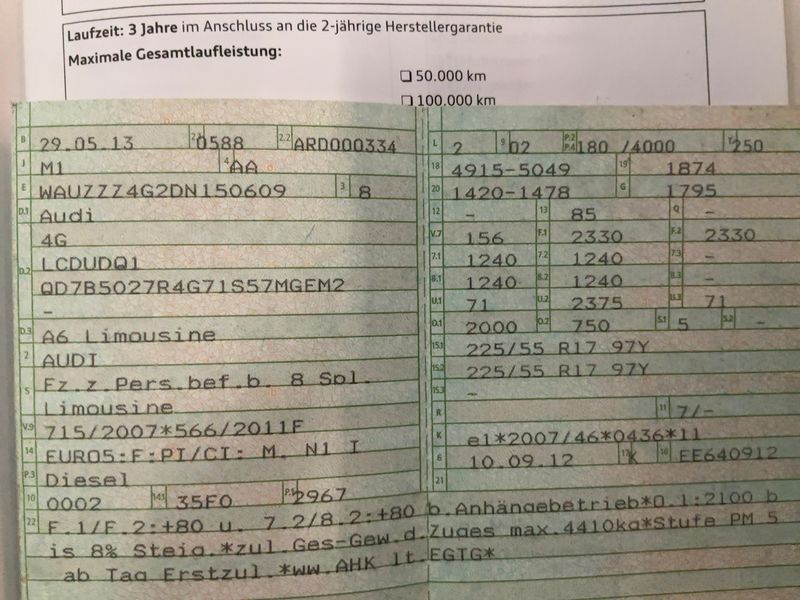 Laufzeit: 3 Jahre im Anschluss an die 2-jährige Herstellergarantie
Maximale Gesamtlaufleistung:
❏ 50.000 km
❏ 100.000 km
B 29.05.13 2.1 0588 2.2 ARD000334
J M1 4 AA
E WAUZZZ4G2DN150609 3 8
D.1 Audi
4G
D.2 LCDUDQ1
QD7B5027R4G71S57MGEM2
-
D.3 A6 Limousine
2 AUDI
5 Fz.z.Pers.bef.b. 8 Spl.
Limousine
V.9 715/2007*566/2011F
14 EURO5;F;PI/CI; M, N1 I
P.3 Diesel
10 0002 14.1 35F0 P.1 2967
L 2 9 02 P.2 P.4 180 /4000 T 250
18 4915-5049 19 1874
20 1420-1478 G 1795
12 - 13 85 Q -
V.7 156 F.1 2330 F.2 2330
7.1 1240 7.2 1240 7.3 -
8.1 1240 8.2 1240 8.3 -
U.1 71 U.2 2375 U.3 71
O.1 2000 O.2 750 S.1 5 S.2 -
15.1 225/55 R17 97Y
15.2 225/55 R17 97Y
15.3 -
R 11 7/-
K e1*2007/46*0436*11
6 10.09.12 17 K 16 EE640912
21
22 F.1/F.2:+80 u. 7.2/8.2:+80 b.Anhängebetrieb*O.1:2100 b
is 8% Steig.*zul.Ges-Gew.d.Zuges max.4410kg*Stufe PM 5
ab Tag Erstzul.*ww.AHK lt.EGTG*